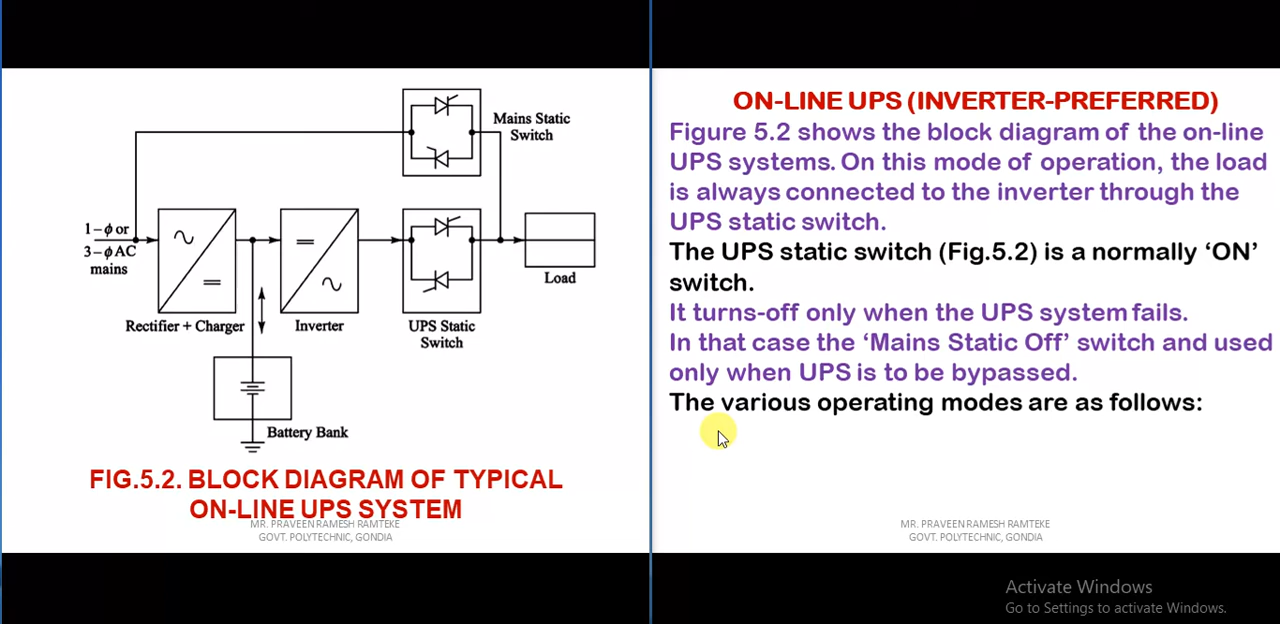 Mains Static
Switch
1–ϕ or
3–ϕ AC
mains
Rectifier + Charger
Inverter
UPS Static
Switch
Load
Battery Bank
FIG.5.2. BLOCK DIAGRAM OF TYPICAL
ON-LINE UPS SYSTEM
MR. PRAVEEN RAMESH RAMTEKE
GOVT. POLYTECHNIC, GONDIA
ON-LINE UPS (INVERTER-PREFERRED)
Figure 5.2 shows the block diagram of the on-line
UPS systems. On this mode of operation, the load
is always connected to the inverter through the
UPS static switch.
The UPS static switch (Fig.5.2) is a normally ‘ON’
switch.
It turns-off only when the UPS system fails.
In that case the ‘Mains Static Off’ switch and used
only when UPS is to be bypassed.
The various operating modes are as follows:
MR. PRAVEEN RAMESH RAMTEKE
GOVT. POLYTECHNIC, GONDIA
Activate Windows
Go to Settings to activate Windows.